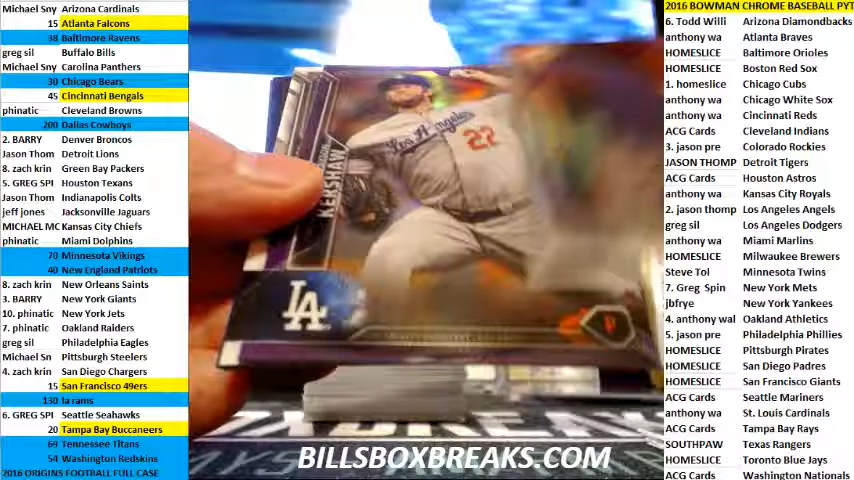 Michael Sny Arizona Cardinals
15 Atlanta Falcons
38 Baltimore Ravens
greg sil Buffalo Bills
Michael Sny Carolina Panthers
30 Chicago Bears
45 Cincinnati Bengals
phinatic Cleveland Browns
200 Dallas Cowboys
2. BARRY Denver Broncos
Jason Thom Detroit Lions
8. zach krin Green Bay Packers
5. GREG SPI Houston Texans
Jason Thom Indianapolis Colts
jeff jones Jacksonville Jaguars
MICHAEL MC Kansas City Chiefs
phinatic Miami Dolphins
70 Minnesota Vikings
40 New England Patriots
8. zach krin New Orleans Saints
3. BARRY New York Giants
10. phinatic New York Jets
7. phinatic Oakland Raiders
greg sil Philadelphia Eagles
Michael Sn Pittsburgh Steelers
4. zach krin San Diego Chargers
15 San Francisco 49ers
130 la rams
6. GREG SPI Seattle Seahawks
20 Tampa Bay Buccaneers
69 Tennessee Titans
54 Washington Redskins
2016 ORIGINS FOOTBALL FULL CASE
Los Angeles
22
KERSHAW
LA
BILLSBOXBREAKS.COM
2016 BOWMAN CHROME BASEBALL PYT
6. Todd Willi Arizona Diamondbacks
anthony wa Atlanta Braves
HOMESLICE Baltimore Orioles
HOMESLICE Boston Red Sox
1. homeslice Chicago Cubs
anthony wa Chicago White Sox
anthony wa Cincinnati Reds
ACG Cards Cleveland Indians
3. jason pre Colorado Rockies
JASON THOMP Detroit Tigers
ACG Cards Houston Astros
anthony wa Kansas City Royals
2. jason thomp Los Angeles Angels
greg sil Los Angeles Dodgers
anthony wa Miami Marlins
HOMESLICE Milwaukee Brewers
Steve Tol Minnesota Twins
7. Greg Spin New York Mets
jbfrye New York Yankees
4. anthony wal Oakland Athletics
5. jason pre Philadelphia Phillies
HOMESLICE Pittsburgh Pirates
HOMESLICE San Diego Padres
HOMESLICE San Francisco Giants
ACG Cards Seattle Mariners
anthony wa St. Louis Cardinals
ACG Cards Tampa Bay Rays
SOUTHPAW Texas Rangers
HOMESLICE Toronto Blue Jays
ACG Cards Washington Nationals